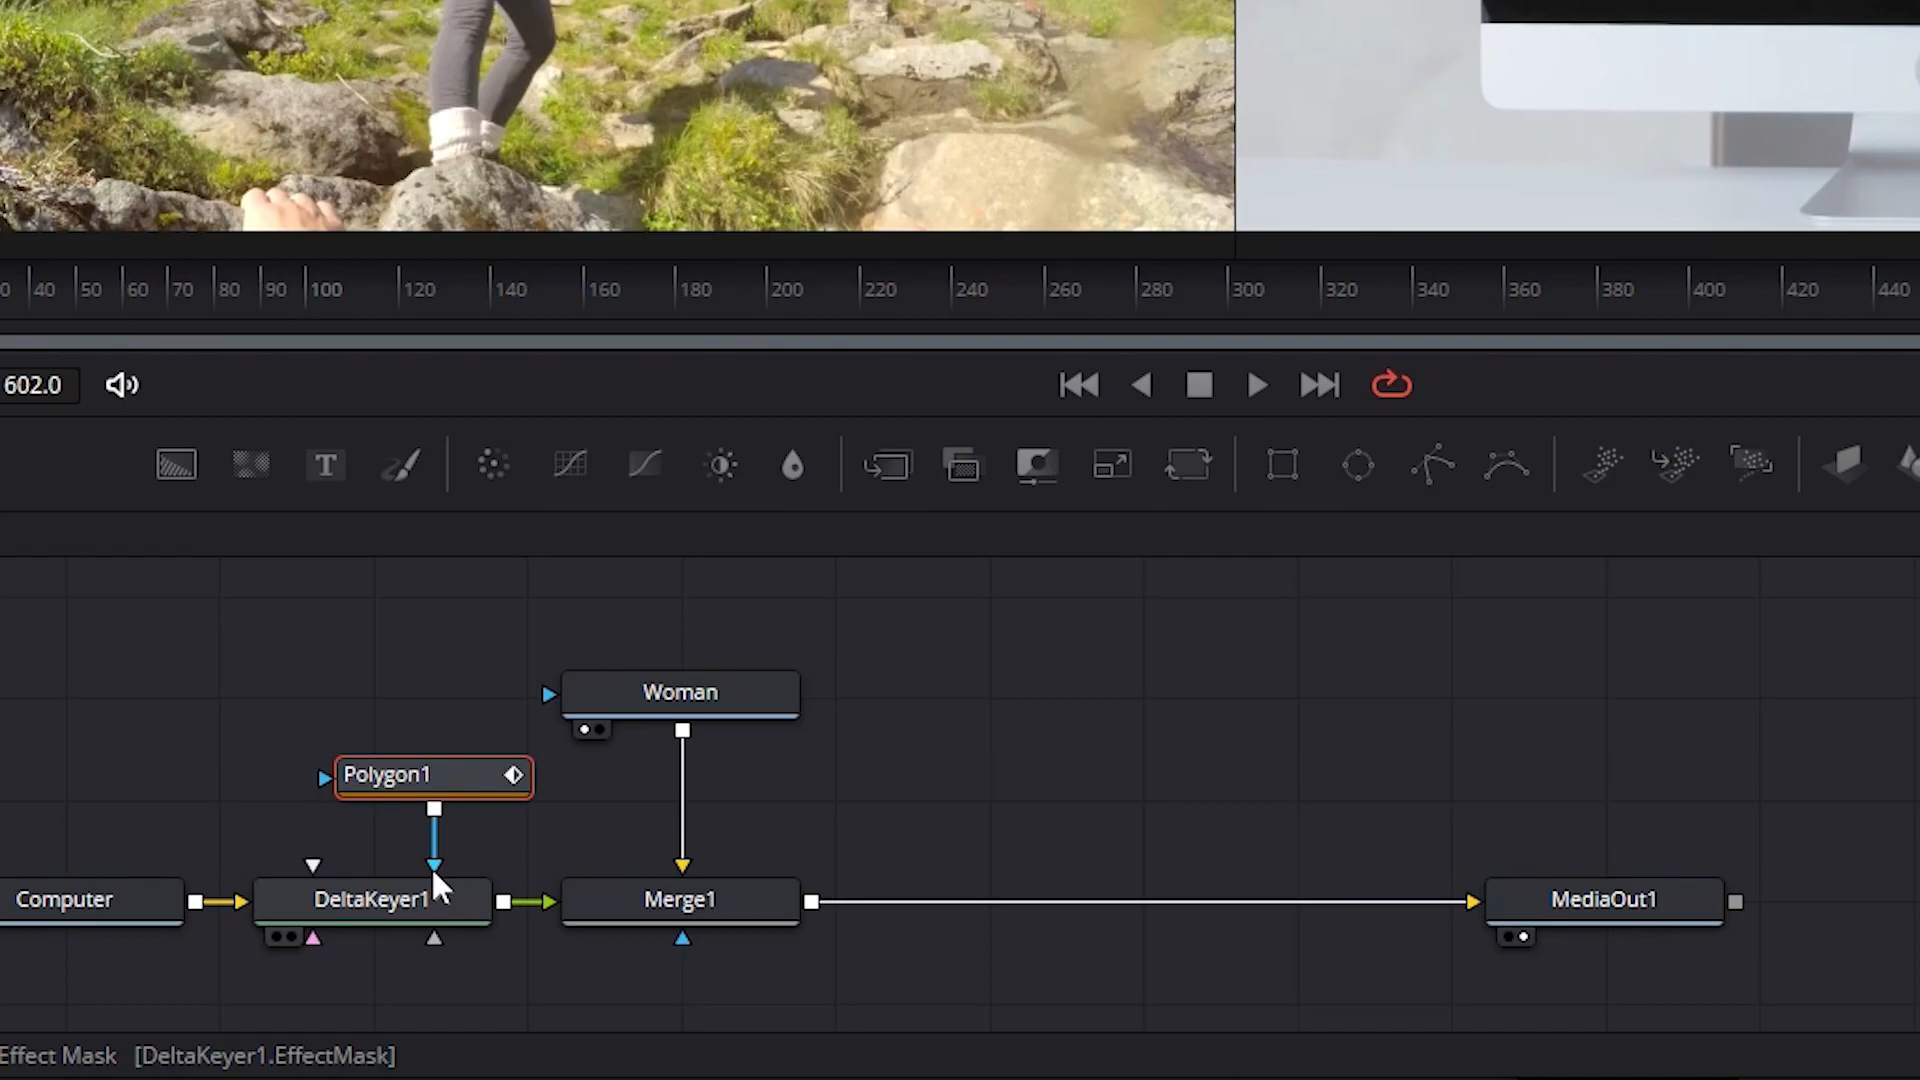 0 40 50 60 70 80 90 100 120 140 160 180 200 220 240 260 280 300 320 340 360 380 400 420 440
602.0
T
Woman
Polygon1
Computer DeltaKeyer1 Merge1 MediaOut1
Effect Mask [DeltaKeyer1.EffectMask]